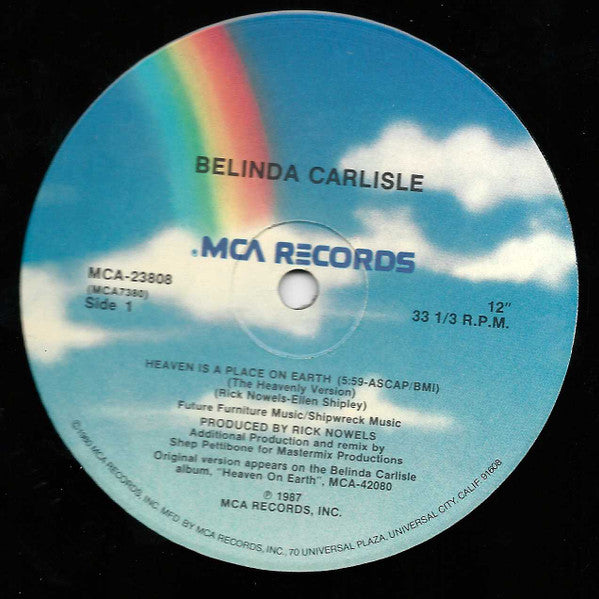 BELINDA CARLISLE
MCA RECORDS
MCA-23808
(MCA7380)
Side 1
12"
33 1/3 R.P.M.
HEAVEN IS A PLACE ON EARTH (5:59-ASCAP/BMI)
(The Heavenly Version)
(Rick Nowels-Ellen Shipley)
Future Furniture Music/Shipwreck Music
PRODUCED BY RICK NOWELS
Additional Production and remix by
Shep Pettibone for Mastermix Productions
Original version appears on the Belinda Carlisle
album, "Heaven On Earth", MCA-42080
℗ 1987
MCA RECORDS, INC.
©1980 MCA RECORDS, INC. MFD BY MCA RECORDS, INC., 70 UNIVERSAL PLAZA, UNIVERSAL CITY, CALIF. 91608